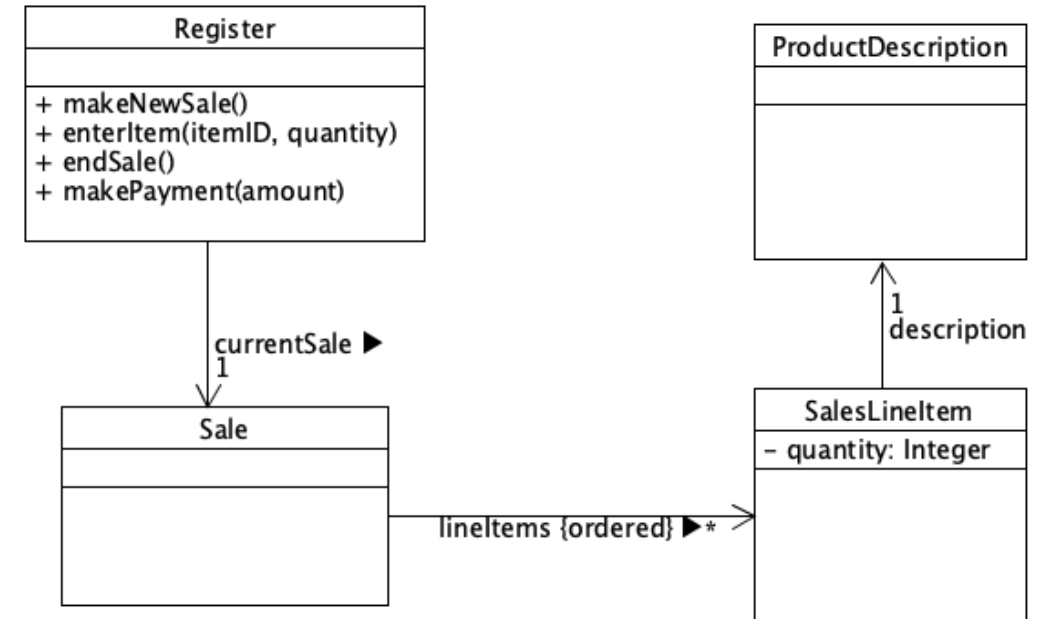 Register
+ makeNewSale()
+ enterItem(itemID, quantity)
+ endSale()
+ makePayment(amount)
ProductDescription
currentSale ▶
1
1
description
Sale
SalesLineItem
- quantity: Integer
lineItems {ordered} ▶*